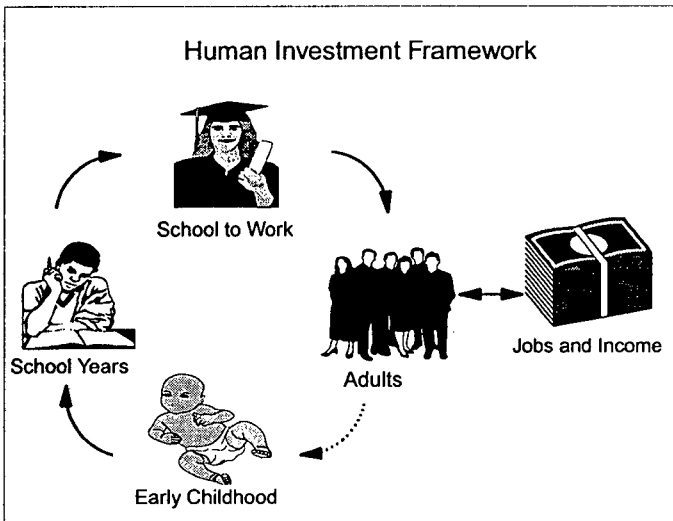 Human Investment Framework
School to Work
School Years
Adults
Jobs and Income
Early Childhood